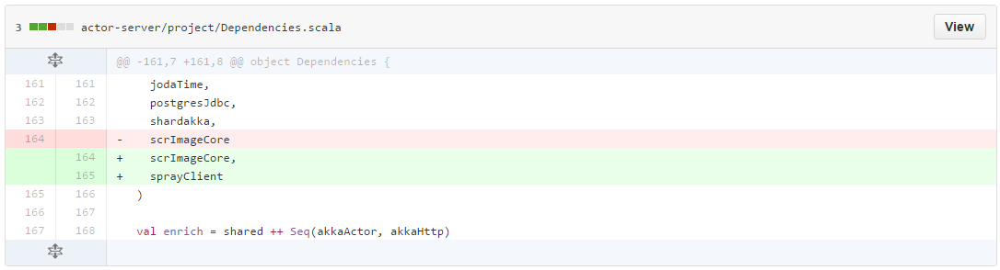 3 actor-server/project/Dependencies.scala View
@@ -161,7 +161,8 @@ object Dependencies {
161 161 jodaTime,
162 162 postgresJdbc,
163 163 shardakka,
164 - scrImageCore
164 + scrImageCore,
165 + sprayClient
165 166 )
166 167
167 168 val enrich = shared ++ Seq(akkaActor, akkaHttp)